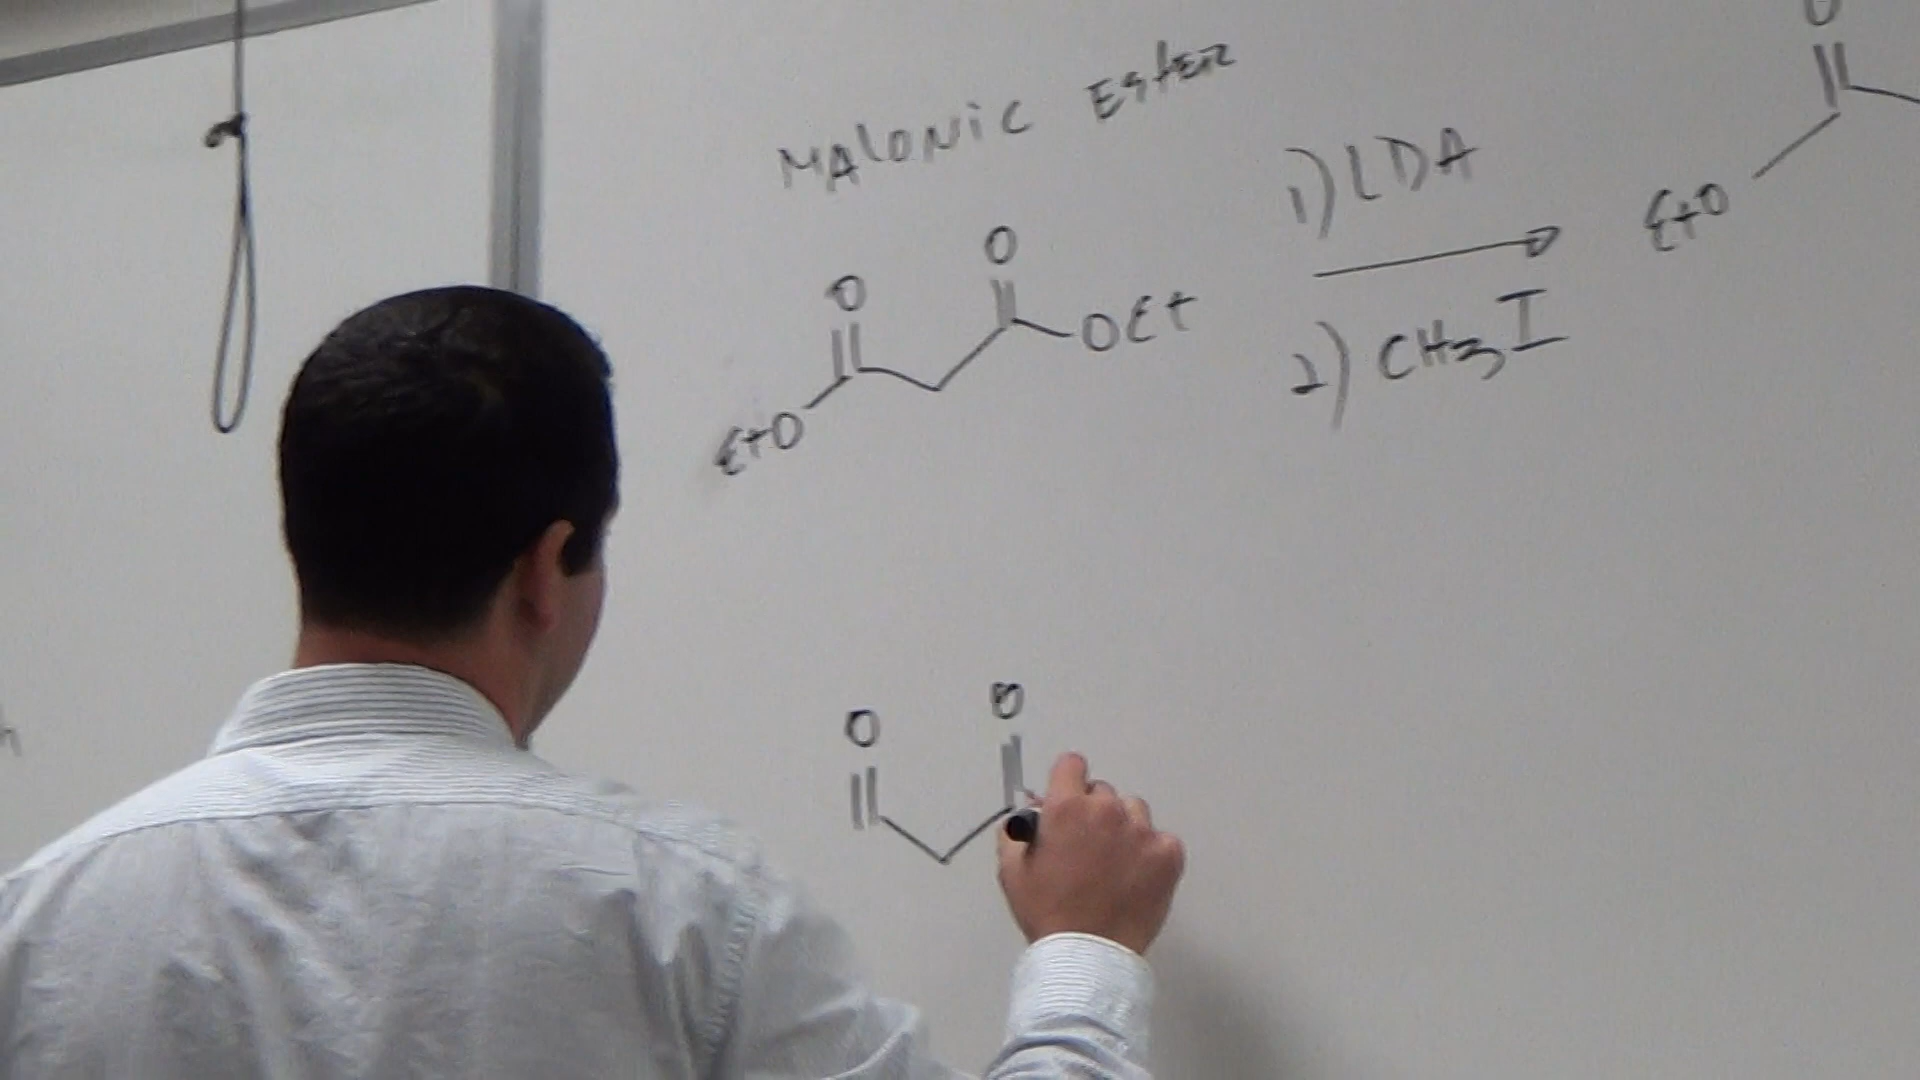 MALONIC ESTER
1) LDA
2) CH3I
O
O
EtO
OEt
O
EtO
O
O